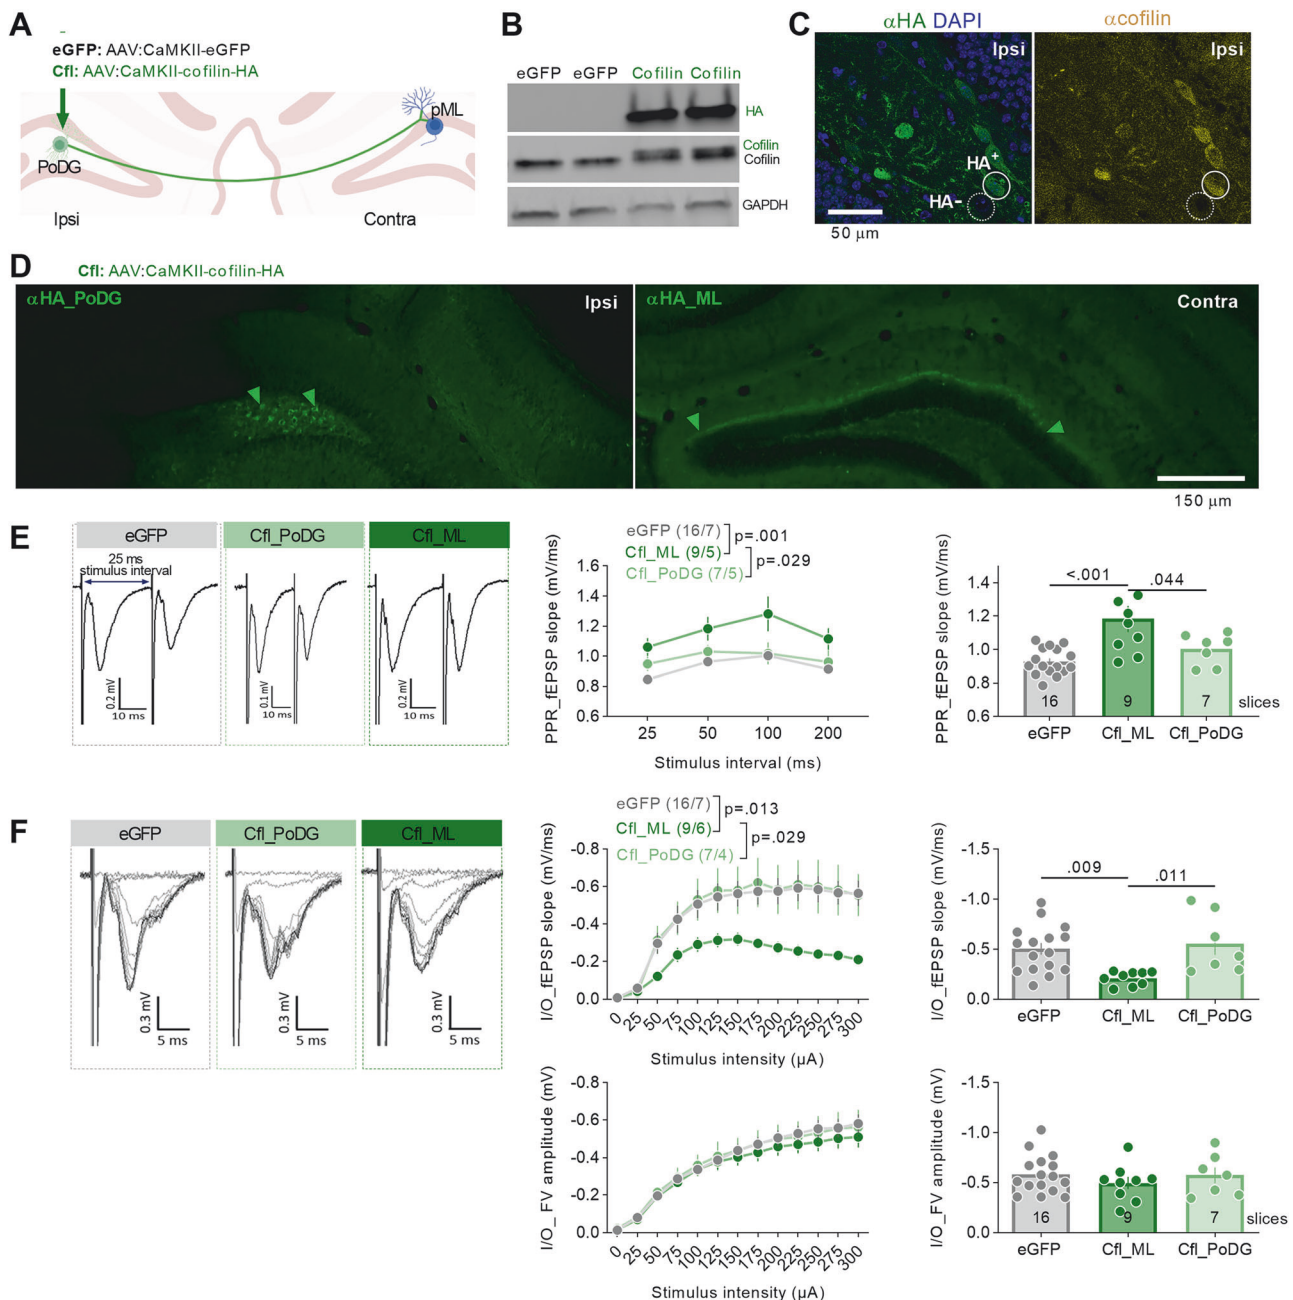 A
eGFP: AAV:CaMKII-eGFP
Cfl: AAV:CaMKII-cofilin-HA
pML
PoDG
Ipsi
Contra
B
eGFP eGFP Cofilin Cofilin
HA
Cofilin
Cofilin
GAPDH
C
αHA DAPI
αcofilin
Ipsi
Ipsi
HA+
HA-
50 μm
D
Cfl: AAV:CaMKII-cofilin-HA
αHA_PoDG
Ipsi
αHA_ML
Contra
150 μm
E
eGFP
Cfl_PoDG
Cfl_ML
25 ms
stimulus interval
0.2 mV
10 ms
0.1 mV
10 ms
0.2 mV
10 ms
eGFP (16/7)
Cfl_ML (9/5)
Cfl_PoDG (7/5)
p=.001
p=.029
PPR_fEPSP slope (mV/ms)
1.6
1.4
1.2
1.0
0.8
0.6
25 50 100 200
Stimulus interval (ms)
PPR_fEPSP slope (mV/ms)
1.4
1.2
1.0
0.8
0.6
<.001
.044
16 9 7 slices
eGFP Cfl_ML Cfl_PoDG
F
eGFP
Cfl_PoDG
Cfl_ML
0.3 mV
5 ms
0.3 mV
5 ms
0.3 mV
5 ms
eGFP (16/7)
Cfl_ML (9/6)
Cfl_PoDG (7/4)
p=.013
p=.029
I/O_fEPSP slope (mV/ms)
-0.8
-0.6
-0.4
-0.2
0.0
0 25 50 75 100 125 150 175 200 225 250 275 300
Stimulus intensity (μA)
I/O_fEPSP slope (mV/ms)
-1.5
-1.0
-0.5
0.0
.009
.011
eGFP Cfl_ML Cfl_PoDG
I/O_ FV amplitude (mV)
-0.8
-0.6
-0.4
-0.2
0.0
0 25 50 75 100 125 150 175 200 225 250 275 300
Stimulus intensity (μA)
I/O_FV amplitude (mV)
-1.5
-1.0
-0.5
0.0
16 9 7 slices
eGFP Cfl_ML Cfl_PoDG